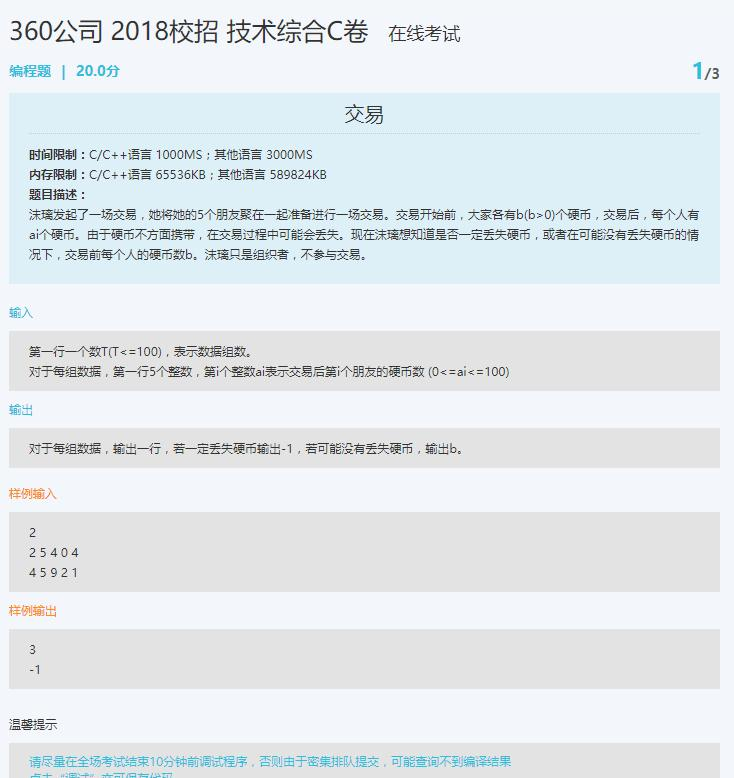 360公司 2018校招 技术综合C卷 在线考试
编程题 | 20.0分
1/3
交易
时间限制：C/C++语言 1000MS；其他语言 3000MS
内存限制：C/C++语言 65536KB；其他语言 589824KB
题目描述：
沫璃发起了一场交易，她将她的5个朋友聚在一起准备进行一场交易。交易开始前，大家各有b(b>0)个硬币，交易后，每个人有
ai个硬币。由于硬币不方面携带，在交易过程中可能会丢失。现在沫璃想知道是否一定丢失硬币，或者在可能没有丢失硬币的情
况下，交易前每个人的硬币数b。沫璃只是组织者，不参与交易。
输入
第一行一个数T(T<=100)，表示数据组数。
对于每组数据，第一行5个整数，第i个整数ai表示交易后第i个朋友的硬币数 (0<=ai<=100)
输出
对于每组数据，输出一行，若一定丢失硬币输出-1，若可能没有丢失硬币，输出b。
样例输入
2
2 5 4 0 4
4 5 9 2 1
样例输出
3
-1
温馨提示
请尽量在全场考试结束10分钟前调试程序，否则由于密集排队提交，可能查询不到编译结果